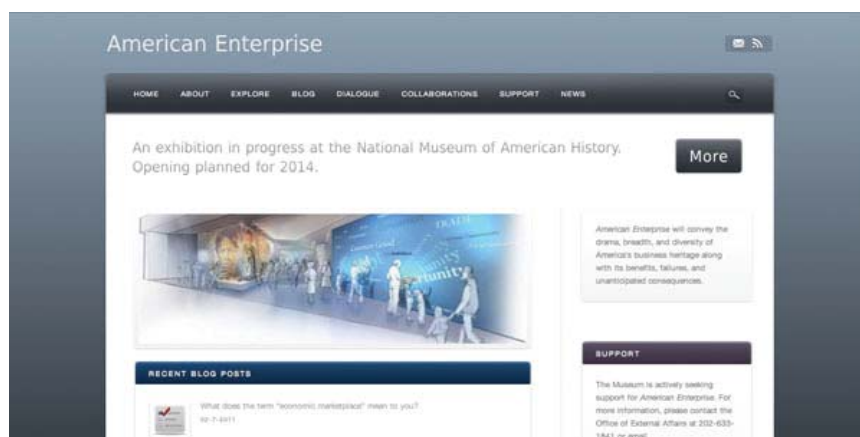 American Enterprise
HOME ABOUT EXPLORE BLOG DIALOGUE COLLABORATIONS SUPPORT NEWS
An exhibition in progress at the National Museum of American History.
Opening planned for 2014.
More
TRADE
Common Good
Opportunity
American Enterprise will convey the
drama, breadth, and diversity of
America's business heritage along
with its benefits, failures, and
unanticipated consequences.
RECENT BLOG POSTS
What does the term "economic marketplace" mean to you?
SUPPORT
The Museum is actively seeking
support for American Enterprise. For
more information, please contact the
Office of External Affairs at 202-633-